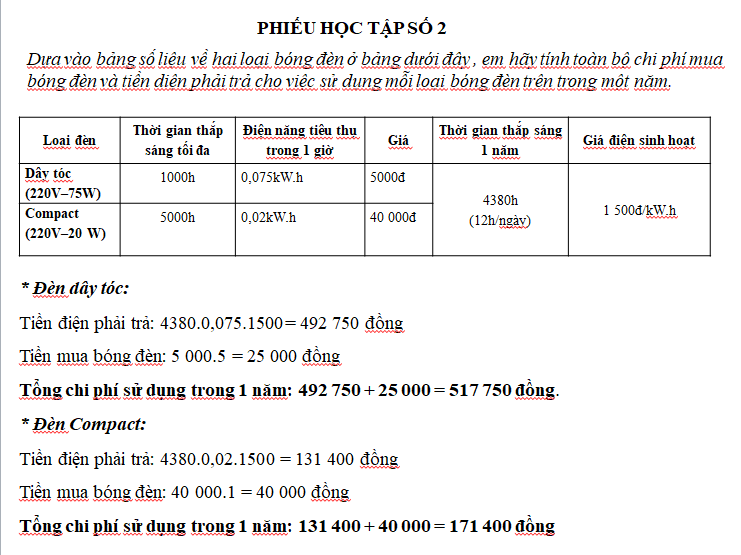 PHIẾU HỌC TẬP SỐ 2
Dựa vào bảng số liệu về hai loại bóng đèn ở bảng dưới đây , em hãy tính toàn bộ chi phí mua
bóng đèn và tiền diện phải trả cho việc sử dụng mỗi loại bóng đèn trên trong một năm.
Loại đèn
Thời gian thắp
sáng tối đa
Điện năng tiêu thụ
trong 1 giờ
Giá
Thời gian thắp sáng
1 năm
Giá điện sinh hoạt
Dây tóc
(220V–75W)
1000h
0,075kW.h
5000đ
4380h
(12h/ngày)
1 500đ/kW.h
Compact
(220V–20 W)
5000h
0,02kW.h
40 000đ
* Đèn dây tóc:
Tiền điện phải trả: 4380.0,075.1500 = 492 750 đồng
Tiền mua bóng đèn: 5 000.5 = 25 000 đồng
Tổng chi phí sử dụng trong 1 năm: 492 750 + 25 000 = 517 750 đồng.
* Đèn Compact:
Tiền điện phải trả: 4380.0,02.1500 = 131 400 đồng
Tiền mua bóng đèn: 40 000.1 = 40 000 đồng
Tổng chi phí sử dụng trong 1 năm: 131 400 + 40 000 = 171 400 đồng